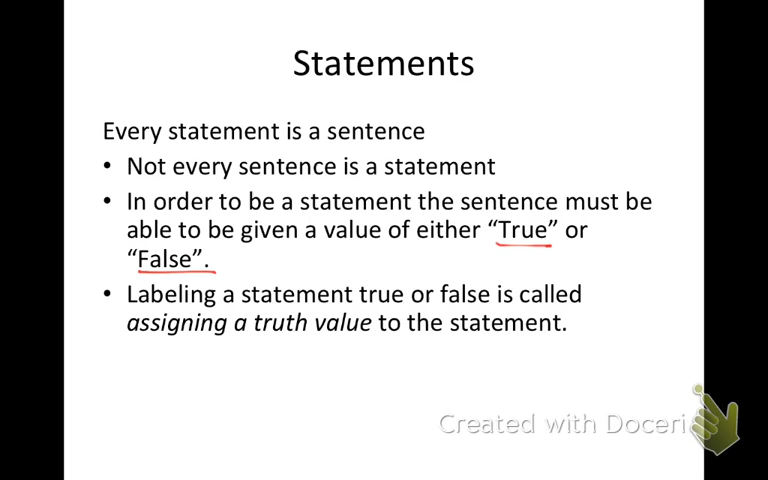 Statements
Every statement is a sentence
• Not every sentence is a statement
• In order to be a statement the sentence must be
able to be given a value of either “True” or
“False”.
• Labeling a statement true or false is called
assigning a truth value to the statement.
Created with Doceri